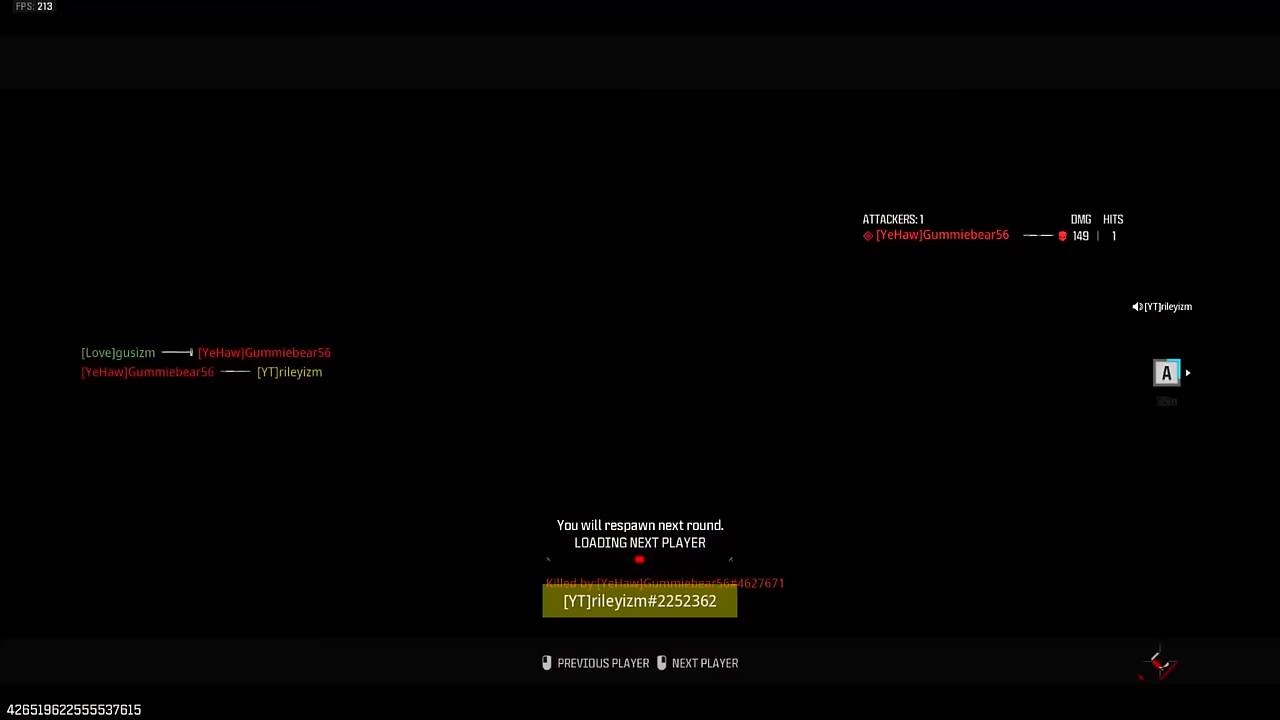 FPS: 213
ATTACKERS: 1 DMG HITS
[YeHaw]Gummiebear56 149 | 1
[YT]rileyizm
[Love]gusizm [YeHaw]Gummiebear56
[YeHaw]Gummiebear56 [YT]rileyizm
A
You will respawn next round.
LOADING NEXT PLAYER
Killed by:[YeHaw]Gummiebear56#4627671
[YT]rileyizm#2252362
PREVIOUS PLAYER NEXT PLAYER
426519622555537615